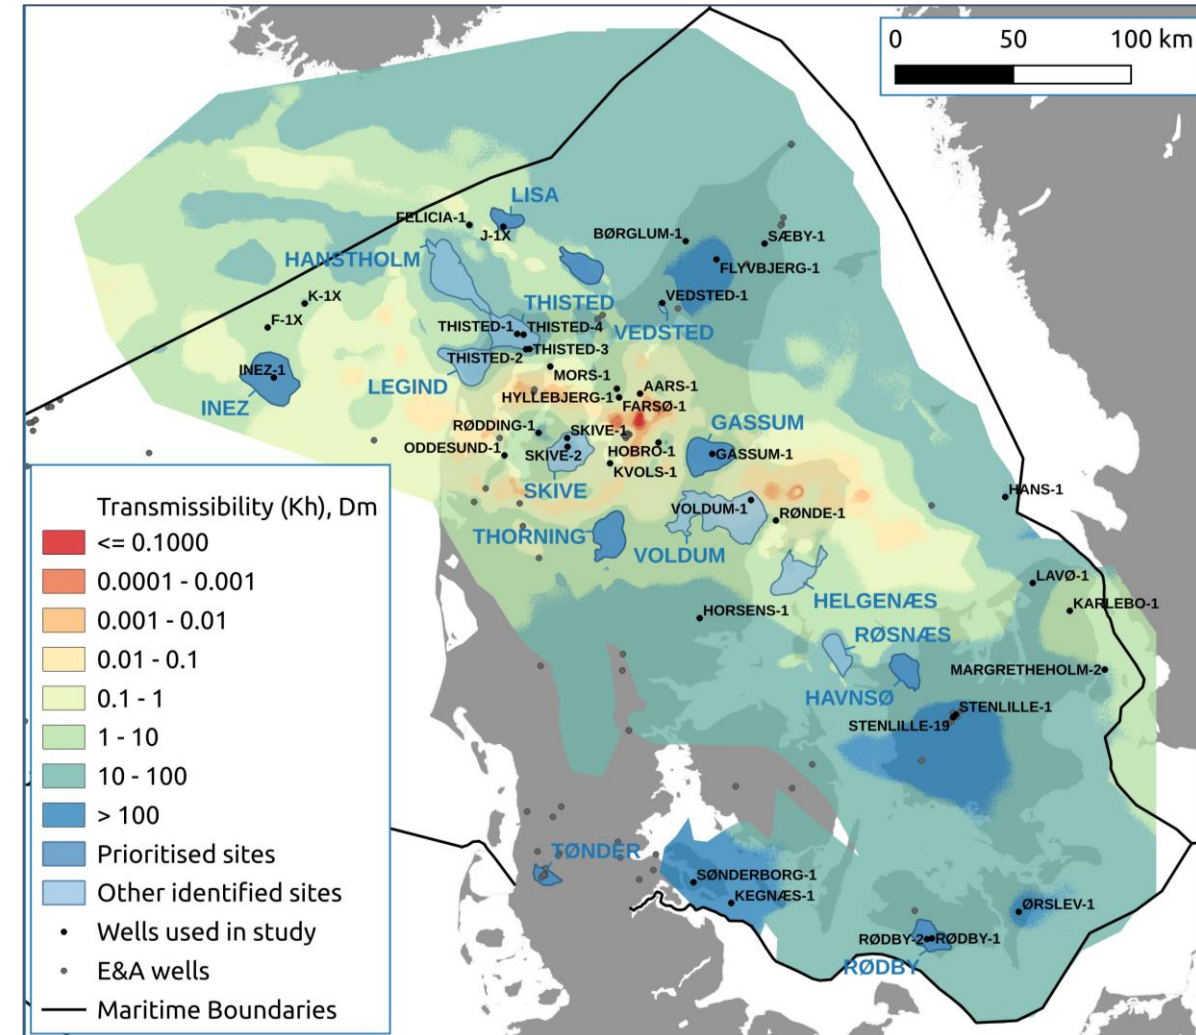 0 50 100 km
LISA
FELICIA-1
J-1X
BØRGLUM-1
SÆBY-1
HANSTHOLM
FLYVBJERG-1
K-1X
THISTED
VEDSTED-1
F-1X
THISTED-1
THISTED-4
VEDSTED
THISTED-2
THISTED-3
INEZ-1
LEGIND
MORS-1
AARS-1
INEZ
HYLLEBJERG-1
FARSØ-1
RØDDING-1
SKIVE-1
GASSUM
ODDESUND-1
SKIVE-2
HOBRO-1
GASSUM-1
KVOLS-1
SKIVE
HANS-1
VOLDUM-1
RØNDE-1
THORNING
VOLDUM
LAVØ-1
HELGENÆS
KARLEBO-1
HORSENS-1
RØSNÆS
MARGRETHEHOLM-2
HAVNSØ
STENLILLE-1
STENLILLE-19
TØNDER
SØNDERBORG-1
KEGNÆS-1
ØRSLEV-1
RØDBY-2
RØDBY-1
RØDBY
Transmissibility (Kh), Dm
<= 0.1000
0.0001 - 0.001
0.001 - 0.01
0.01 - 0.1
0.1 - 1
1 - 10
10 - 100
> 100
Prioritised sites
Other identified sites
Wells used in study
E&A wells
Maritime Boundaries